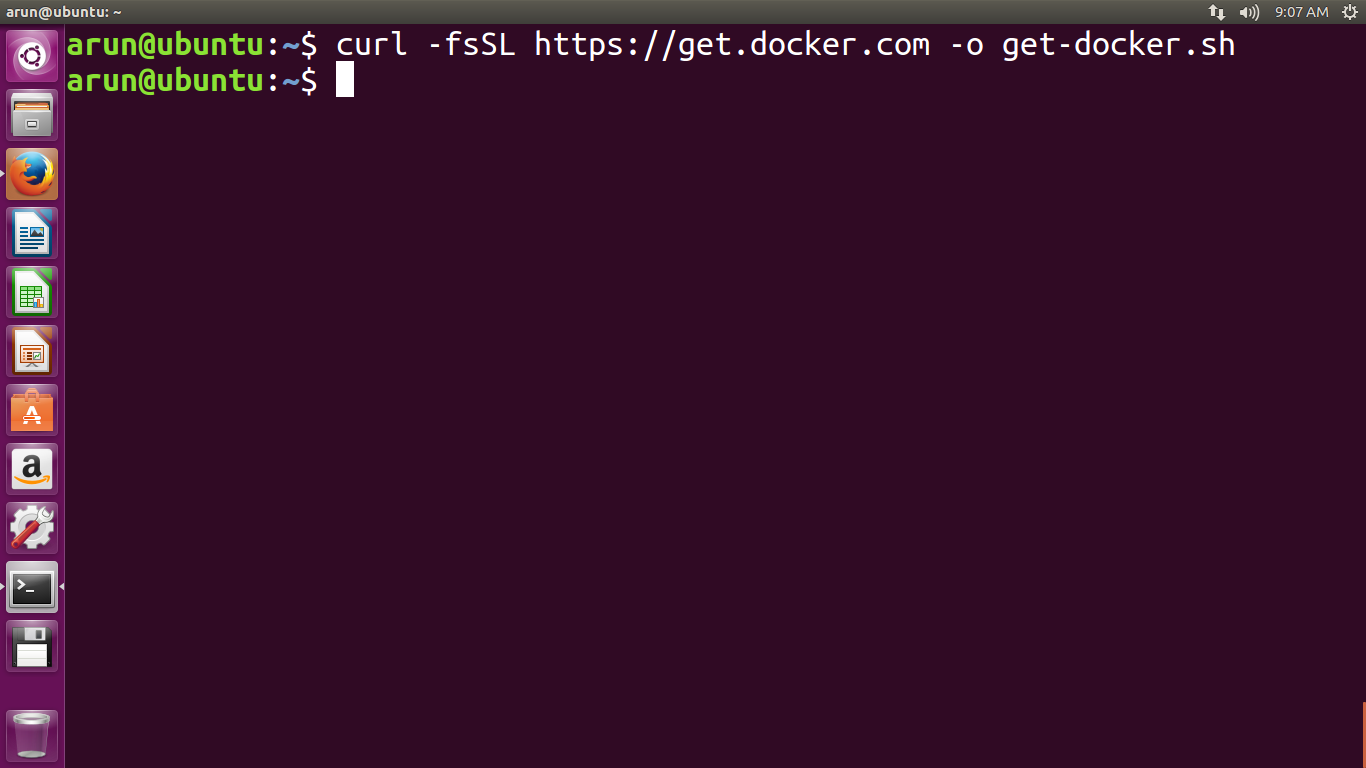 arun@ubuntu: ~
9:07 AM
arun@ubuntu:~$ curl -fsSL https://get.docker.com -o get-docker.sh
arun@ubuntu:~$